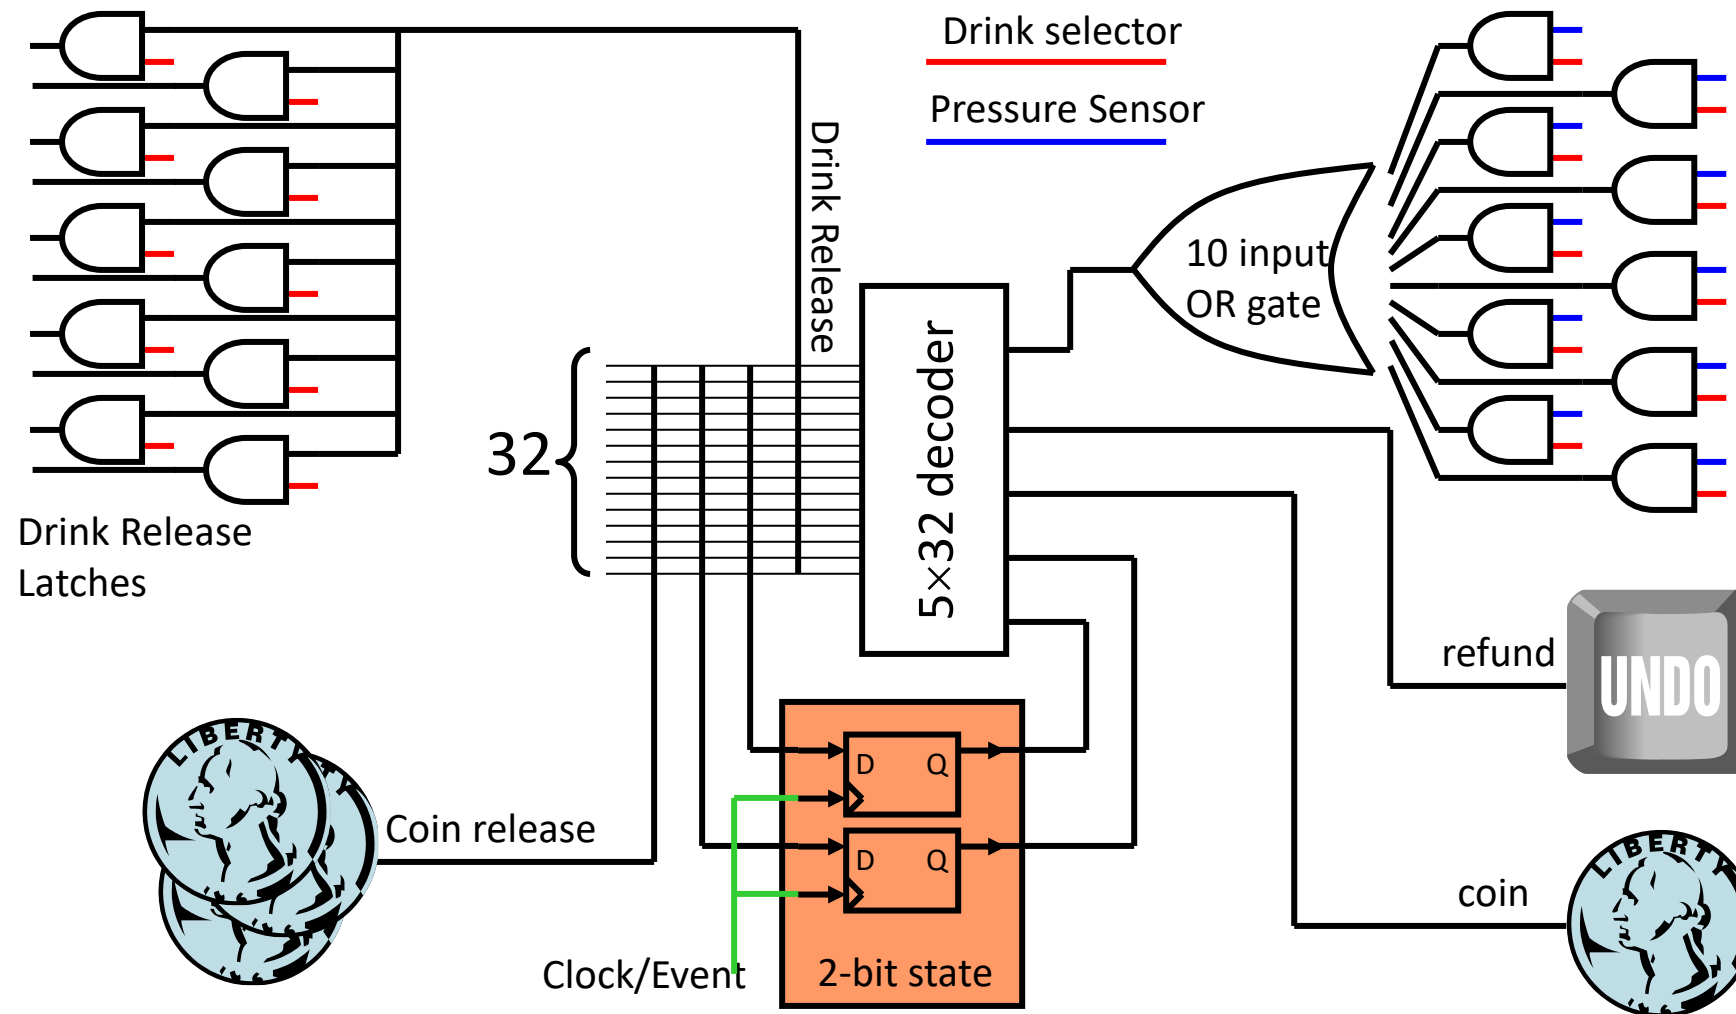 Drink selector
Pressure Sensor
Drink Release
10 input
OR gate
5×32 decoder
32
Drink Release
Latches
refund
UNDO
LIBERTY
TY
Coin release
D Q
D Q
coin
LIBERTY
Clock/Event
2-bit state